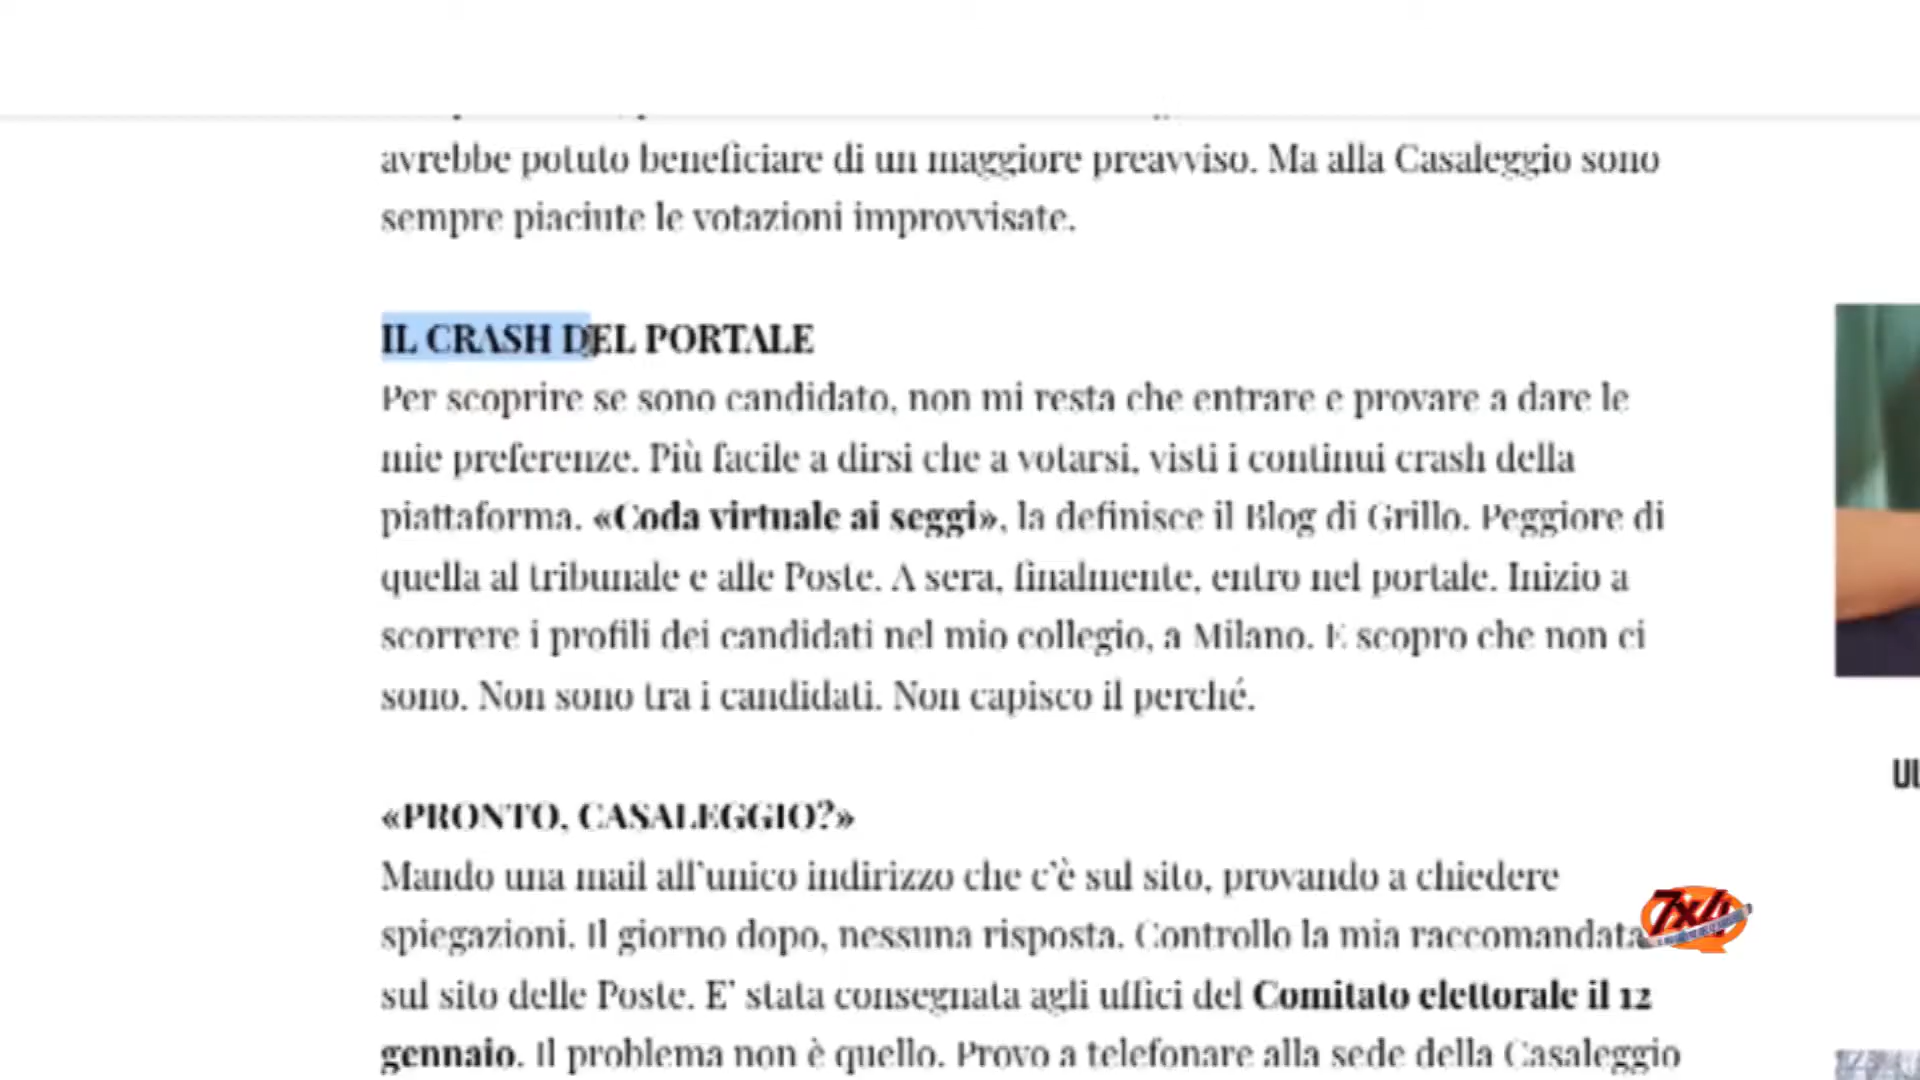 avrebbe potuto beneficiare di un maggiore preavviso. Ma alla Casaleggio sono
sempre piaciute le votazioni improvvisate.
IL CRASH DEL PORTALE
Per scoprire se sono candidato, non mi resta che entrare e provare a dare le
mie preferenze. Più facile a dirsi che a votarsi, visti i continui crash della
piattaforma. «Coda virtuale ai seggi», la definisce il Blog di Grillo. Peggiore di
quella al tribunale e alle Poste. A sera, finalmente, entro nel portale. Inizio a
scorrere i profili dei candidati nel mio collegio, a Milano. E scopro che non ci
sono. Non sono tra i candidati. Non capisco il perché.
«PRONTO, CASALEGGIO?»
Mando una mail all'unico indirizzo che c'è sul sito, provando a chiedere
spiegazioni. Il giorno dopo, nessuna risposta. Controllo la mia raccomandata
sul sito delle Poste. E' stata consegnata agli uffici del Comitato elettorale il 12
gennaio. Il problema non è quello. Provo a telefonare alla sede della Casaleggio
7x4